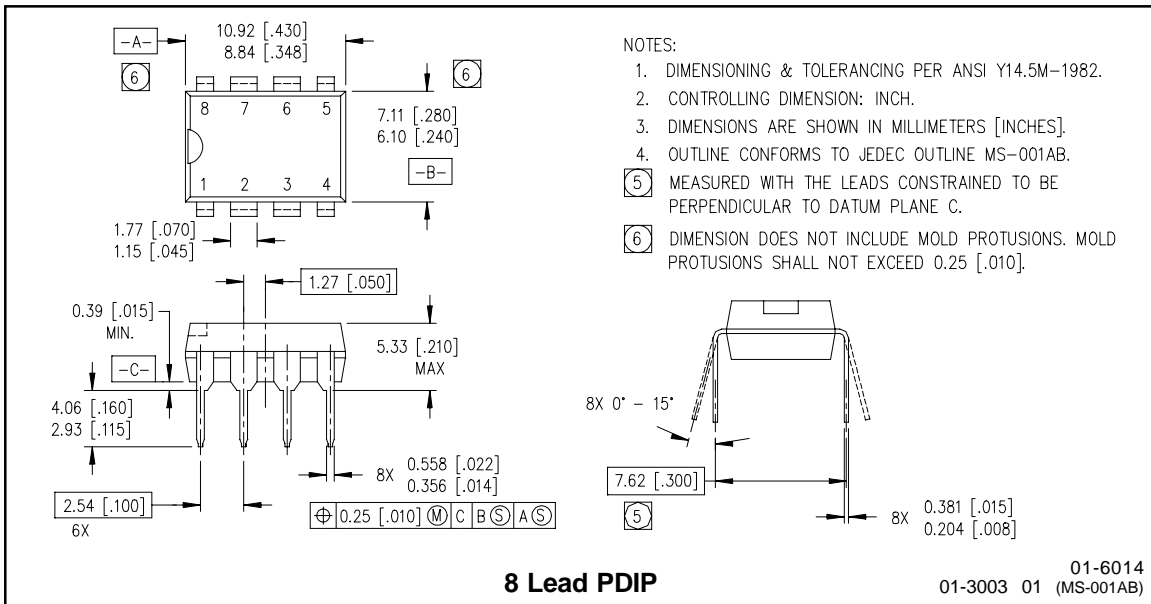 -A-
10.92 [.430]
8.84 [.348]
6
6
8 7 6 5
1 2 3 4
7.11 [.280]
6.10 [.240]
-B-
1.77 [.070]
1.15 [.045]
1.27 [.050]
0.39 [.015]
MIN.
-C-
5.33 [.210]
MAX
4.06 [.160]
2.93 [.115]
2.54 [.100]
6X
8X 0.558 [.022]
0.356 [.014]
⌖ 0.25 [.010] Ⓜ C B Ⓢ A Ⓢ
NOTES:
1. DIMENSIONING & TOLERANCING PER ANSI Y14.5M-1982.
2. CONTROLLING DIMENSION: INCH.
3. DIMENSIONS ARE SHOWN IN MILLIMETERS [INCHES].
4. OUTLINE CONFORMS TO JEDEC OUTLINE MS-001AB.
5 MEASURED WITH THE LEADS CONSTRAINED TO BE
PERPENDICULAR TO DATUM PLANE C.
6 DIMENSION DOES NOT INCLUDE MOLD PROTUSIONS. MOLD
PROTUSIONS SHALL NOT EXCEED 0.25 [.010].
8X 0° - 15°
7.62 [.300]
5
8X 0.381 [.015]
0.204 [.008]
8 Lead PDIP
01-6014
01-3003 01 (MS-001AB)